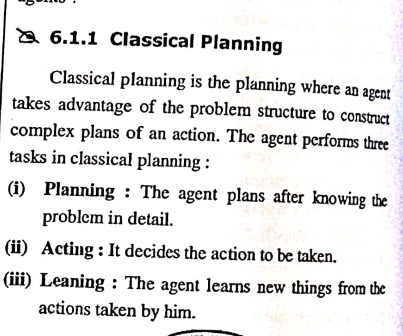 6.1.1 Classical Planning
Classical planning is the planning where an agent
takes advantage of the problem structure to construct
complex plans of an action. The agent performs three
tasks in classical planning :
(i) Planning : The agent plans after knowing the
problem in detail.
(ii) Acting : It decides the action to be taken.
(iii) Leaning : The agent learns new things from the
actions taken by him.